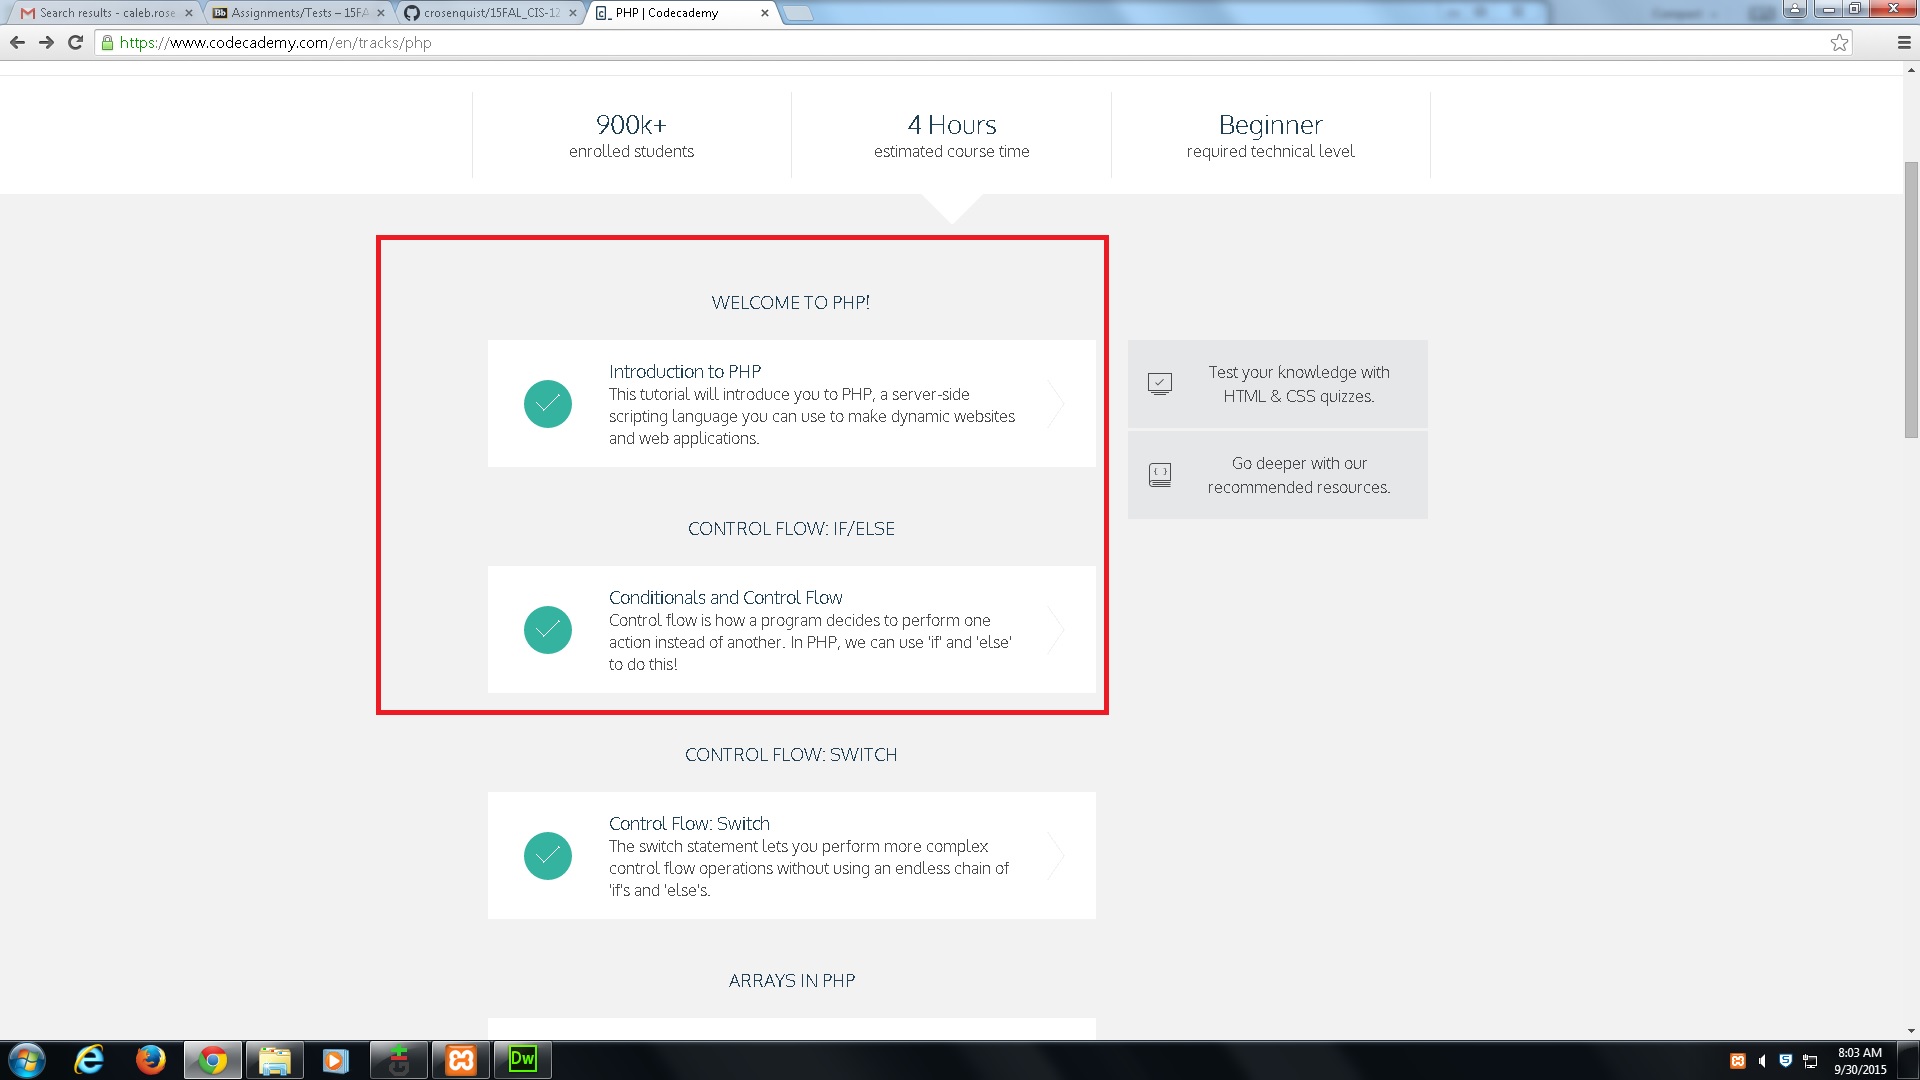 Search results - caleb.rose
Assignments/Tests – 15FA
crosenquist/15FAL_CIS-12
PHP | Codecademy
https://www.codecademy.com/en/tracks/php
900k+
enrolled students
4 Hours
estimated course time
Beginner
required technical level
WELCOME TO PHP!
Introduction to PHP
This tutorial will introduce you to PHP, a server-side
scripting language you can use to make dynamic websites
and web applications.
Test your knowledge with
HTML & CSS quizzes.
Go deeper with our
recommended resources.
CONTROL FLOW: IF/ELSE
Conditionals and Control Flow
Control flow is how a program decides to perform one
action instead of another. In PHP, we can use 'if' and 'else'
to do this!
CONTROL FLOW: SWITCH
Control Flow: Switch
The switch statement lets you perform more complex
control flow operations without using an endless chain of
'if's and 'else's.
ARRAYS IN PHP
Dw
8:03 AM
9/30/2015